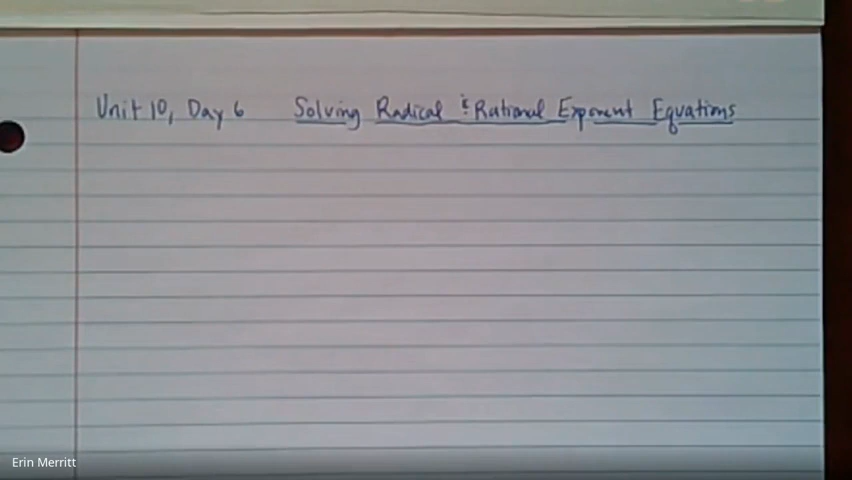 Unit 10, Day 6 Solving Radical & Rational Exponent Equations
Erin Merritt